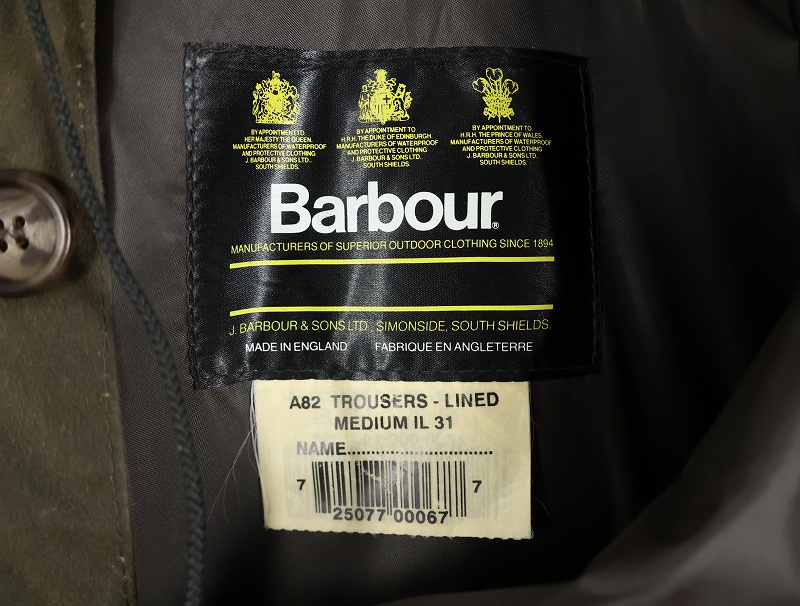 BY APPOINTMENT TO
HER MAJESTY THE QUEEN.
MANUFACTURERS OF WATERPROOF
AND PROTECTIVE CLOTHING
J. BARBOUR & SONS LTD.
SOUTH SHIELDS.
BY APPOINTMENT TO
H.R.H. THE DUKE OF EDINBURGH.
MANUFACTURERS OF WATERPROOF
AND PROTECTIVE CLOTHING
J. BARBOUR & SONS LTD.
SOUTH SHIELDS.
BY APPOINTMENT TO
H.R.H. THE PRINCE OF WALES.
MANUFACTURERS OF WATERPROOF
AND PROTECTIVE CLOTHING
J. BARBOUR & SONS LTD.,
SOUTH SHIELDS.
Barbour®
MANUFACTURERS OF SUPERIOR OUTDOOR CLOTHING SINCE 1894
J. BARBOUR & SONS LTD., SIMONSIDE, SOUTH SHIELDS.
MADE IN ENGLAND FABRIQUE EN ANGLETERRE
A82 TROUSERS - LINED
MEDIUM IL 31
NAME................................
7 25077 00067 7